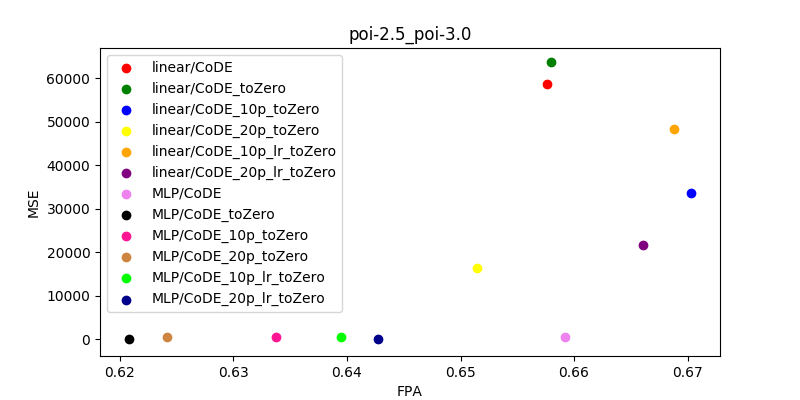 poi-2.5_poi-3.0
MSE
60000
50000
40000
30000
20000
10000
0
linear/CoDE
linear/CoDE_toZero
linear/CoDE_10p_toZero
linear/CoDE_20p_toZero
linear/CoDE_10p_lr_toZero
linear/CoDE_20p_lr_toZero
MLP/CoDE
MLP/CoDE_toZero
MLP/CoDE_10p_toZero
MLP/CoDE_20p_toZero
MLP/CoDE_10p_lr_toZero
MLP/CoDE_20p_lr_toZero
0.62 0.63 0.64 0.65 0.66 0.67
FPA